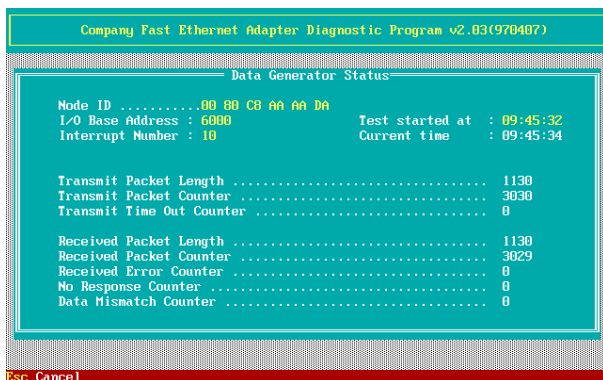 Company Fast Ethernet Adapter Diagnostic Program v2.03(970407)
Data Generator Status
Node ID ...........00 80 C8 AA AA DA
I/O Base Address : 6000 Test started at : 09:45:32
Interrupt Number : 10 Current time : 09:45:34
Transmit Packet Length .................................. 1130
Transmit Packet Counter ................................. 3030
Transmit Time Out Counter ............................... 0
Received Packet Length .................................. 1130
Received Packet Counter ................................. 3029
Received Error Counter .................................. 0
No Response Counter ..................................... 0
Data Mismatch Counter ................................... 0
Esc Cancel